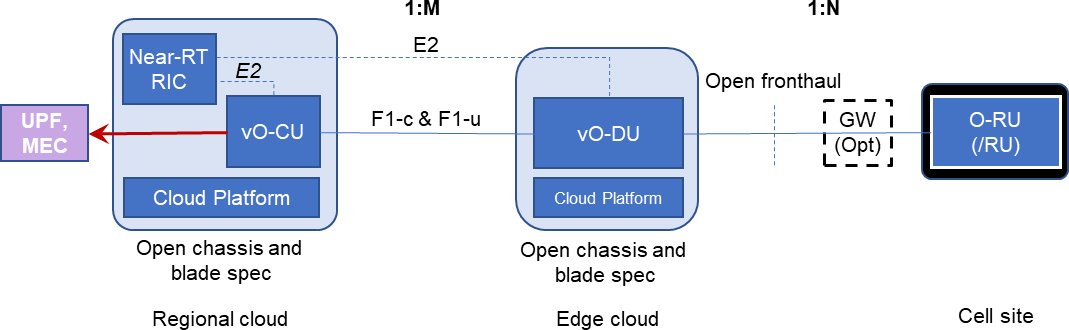 1:M
1:N
Near-RT
RIC
E2
E2
Open fronthaul
UPF,
MEC
vO-CU
F1-c & F1-u
vO-DU
GW
(Opt)
O-RU
(/RU)
Cloud Platform
Cloud Platform
Open chassis and
blade spec
Open chassis and
blade spec
Regional cloud
Edge cloud
Cell site